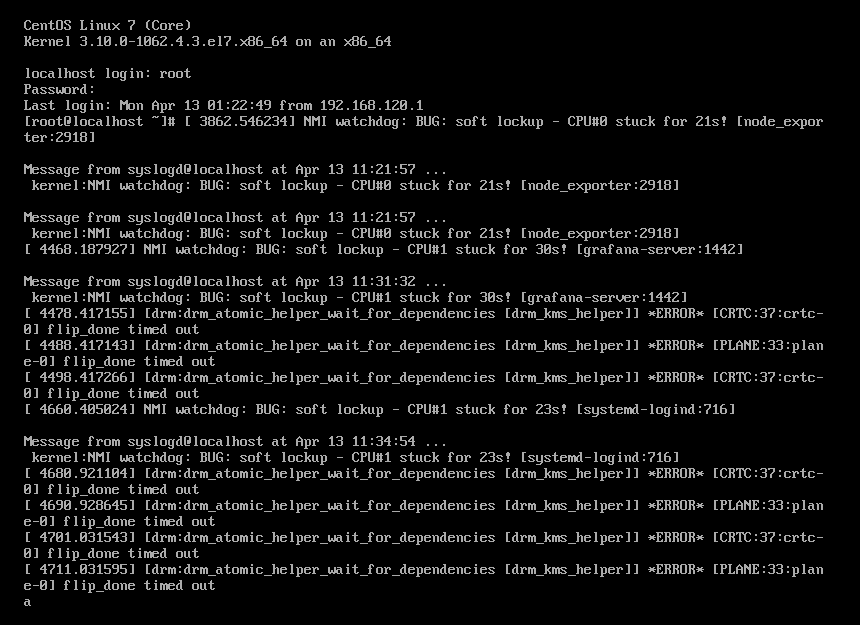 CentOS Linux 7 (Core)
Kernel 3.10.0-1062.4.3.el7.x86_64 on an x86_64
localhost login: root
Password:
Last login: Mon Apr 13 01:22:49 from 192.168.120.1
[root@localhost ~]# [ 3862.546234] NMI watchdog: BUG: soft lockup - CPU#0 stuck for 21s! [node_expor
ter:2918]
Message from syslogd@localhost at Apr 13 11:21:57 ...
kernel:NMI watchdog: BUG: soft lockup - CPU#0 stuck for 21s! [node_exporter:2918]
Message from syslogd@localhost at Apr 13 11:21:57 ...
kernel:NMI watchdog: BUG: soft lockup - CPU#0 stuck for 21s! [node_exporter:2918]
[ 4468.187927] NMI watchdog: BUG: soft lockup - CPU#1 stuck for 30s! [grafana-server:1442]
Message from syslogd@localhost at Apr 13 11:31:32 ...
kernel:NMI watchdog: BUG: soft lockup - CPU#1 stuck for 30s! [grafana-server:1442]
[ 4478.417155] [drm:drm_atomic_helper_wait_for_dependencies [drm_kms_helper]] *ERROR* [CRTC:37:crtc-
0] flip_done timed out
[ 4488.417143] [drm:drm_atomic_helper_wait_for_dependencies [drm_kms_helper]] *ERROR* [PLANE:33:plan
e-0] flip_done timed out
[ 4498.417266] [drm:drm_atomic_helper_wait_for_dependencies [drm_kms_helper]] *ERROR* [CRTC:37:crtc-
0] flip_done timed out
[ 4660.405024] NMI watchdog: BUG: soft lockup - CPU#1 stuck for 23s! [systemd-logind:716]
Message from syslogd@localhost at Apr 13 11:34:54 ...
kernel:NMI watchdog: BUG: soft lockup - CPU#1 stuck for 23s! [systemd-logind:716]
[ 4680.921104] [drm:drm_atomic_helper_wait_for_dependencies [drm_kms_helper]] *ERROR* [CRTC:37:crtc-
0] flip_done timed out
[ 4690.928645] [drm:drm_atomic_helper_wait_for_dependencies [drm_kms_helper]] *ERROR* [PLANE:33:plan
e-0] flip_done timed out
[ 4701.031543] [drm:drm_atomic_helper_wait_for_dependencies [drm_kms_helper]] *ERROR* [CRTC:37:crtc-
0] flip_done timed out
[ 4711.031595] [drm:drm_atomic_helper_wait_for_dependencies [drm_kms_helper]] *ERROR* [PLANE:33:plan
e-0] flip_done timed out
a